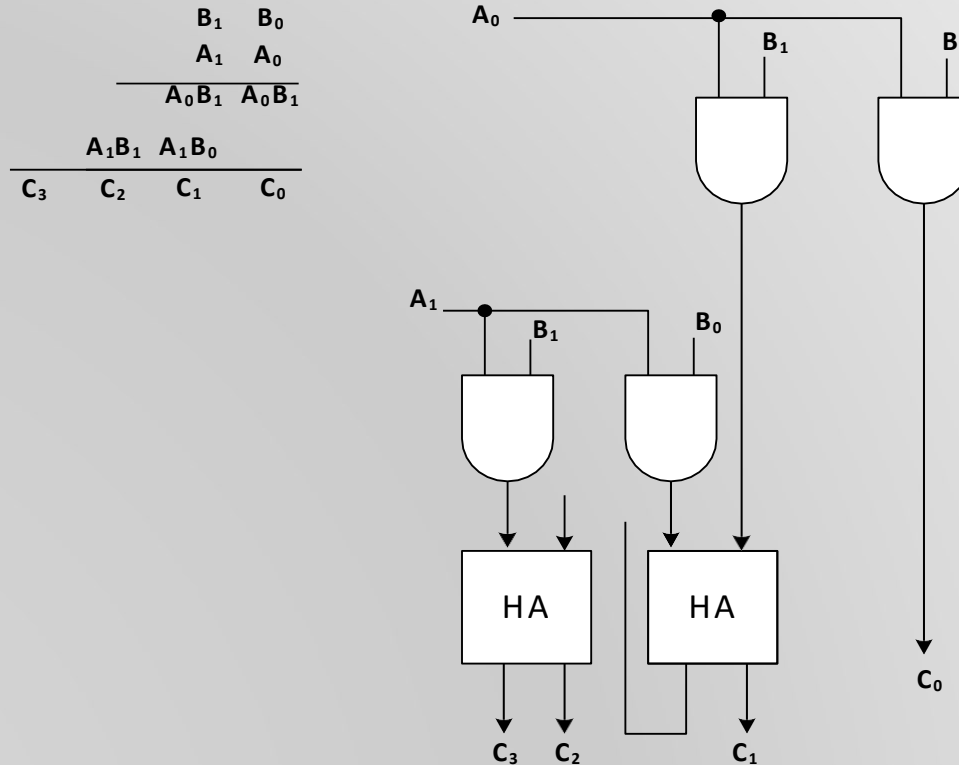 B₁ B₀
A₁ A₀
A₀B₁ A₀B₁
A₁B₁ A₁B₀
C₃ C₂ C₁ C₀
A₀
B₁
B
A₁
B₁
B₀
HA
HA
C₀
C₃
C₂
C₁